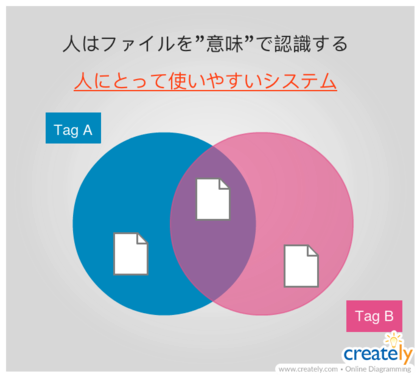 人はファイルを”意味”で認識する
人にとって使いやすいシステム
Tag A
Tag B
creately
www.creately.com • Online Diagramming